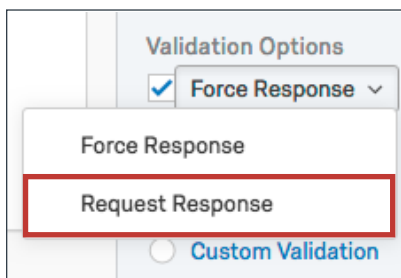 Validation Options
Force Response
Force Response
Request Response
Custom Validation